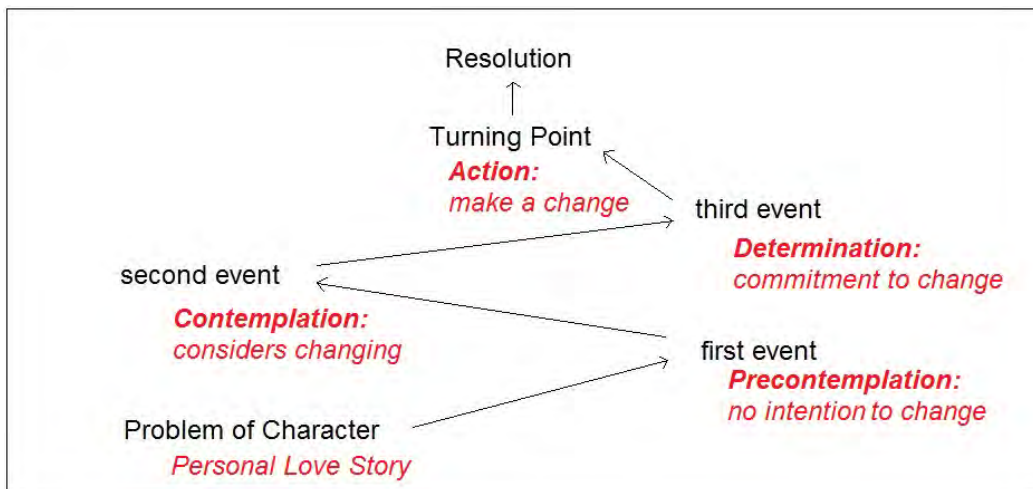 Resolution
Turning Point
Action:
make a change
third event
Determination:
commitment to change
second event
Contemplation:
considers changing
first event
Precontemplation:
no intention to change
Problem of Character
Personal Love Story